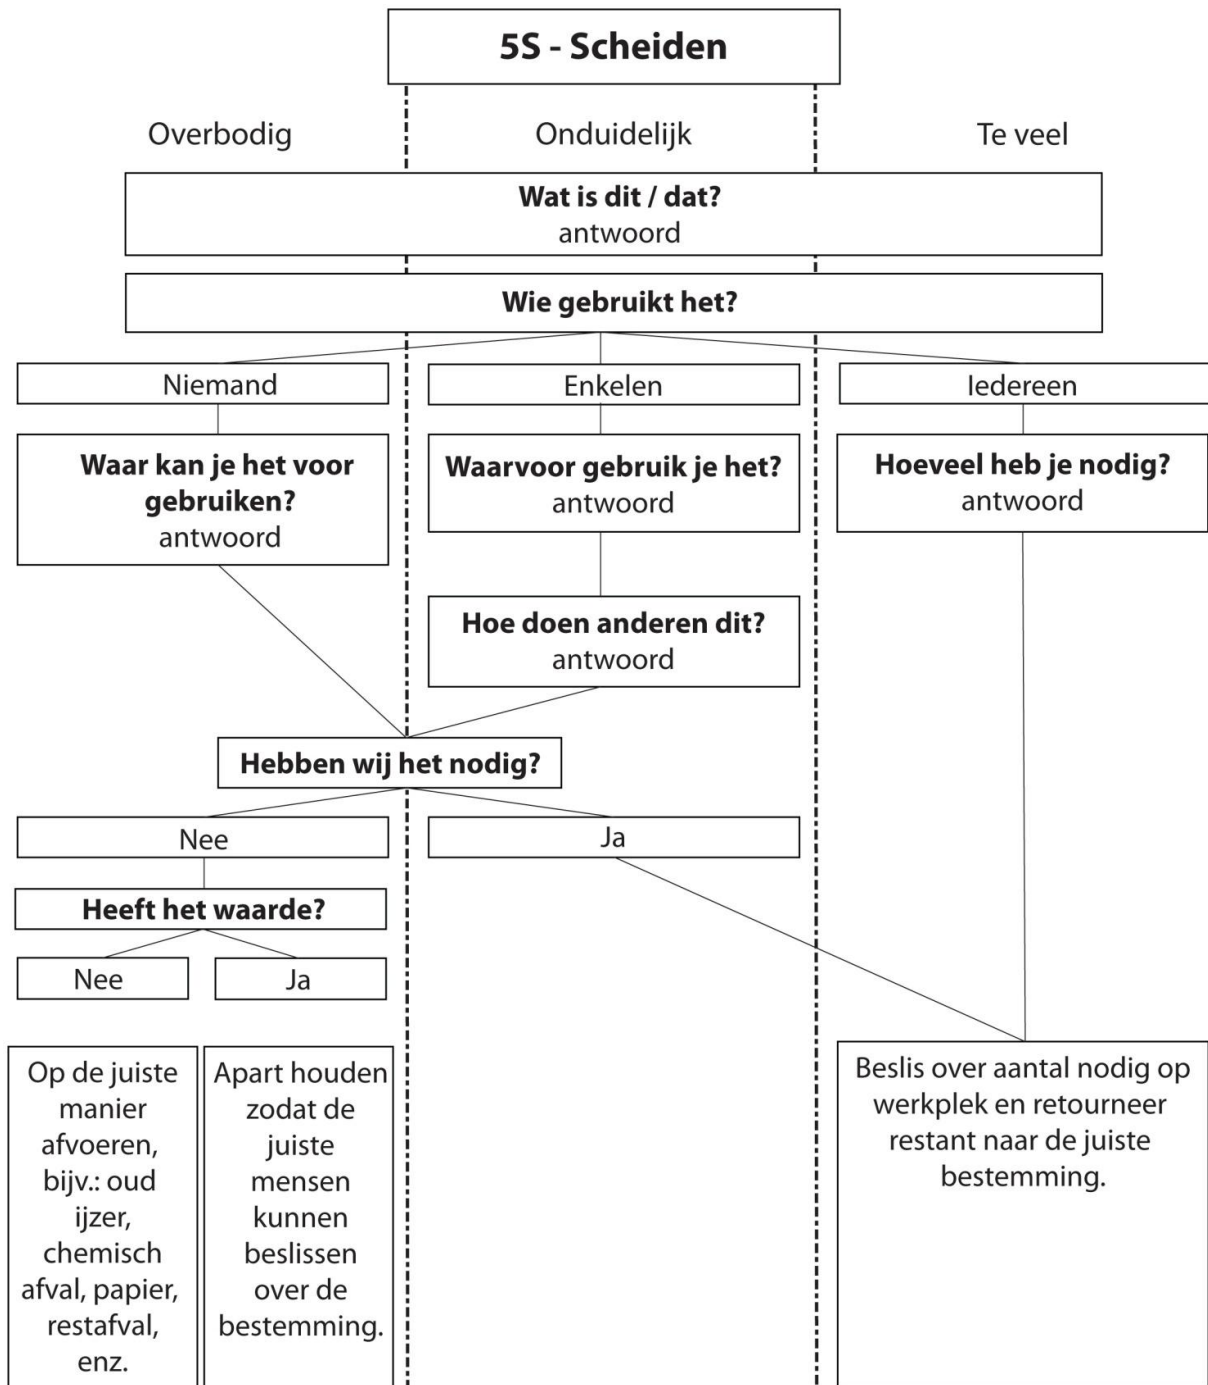 5S - Scheiden
Overbodig
Onduidelijk
Te veel
Wat is dit / dat?
antwoord
Wie gebruikt het?
Niemand
Enkelen
Iedereen
Waar kan je het voor
gebruiken?
antwoord
Waarvoor gebruik je het?
antwoord
Hoeveel heb je nodig?
antwoord
Hoe doen anderen dit?
antwoord
Hebben wij het nodig?
Nee
Ja
Heeft het waarde?
Nee
Ja
Op de juiste
manier
afvoeren,
bijv.: oud
ijzer,
chemisch
afval, papier,
restafval,
enz.
Apart houden
zodat de
juiste
mensen
kunnen
beslissen
over de
bestemming.
Beslis over aantal nodig op
werkplek en retourneer
restant naar de juiste
bestemming.